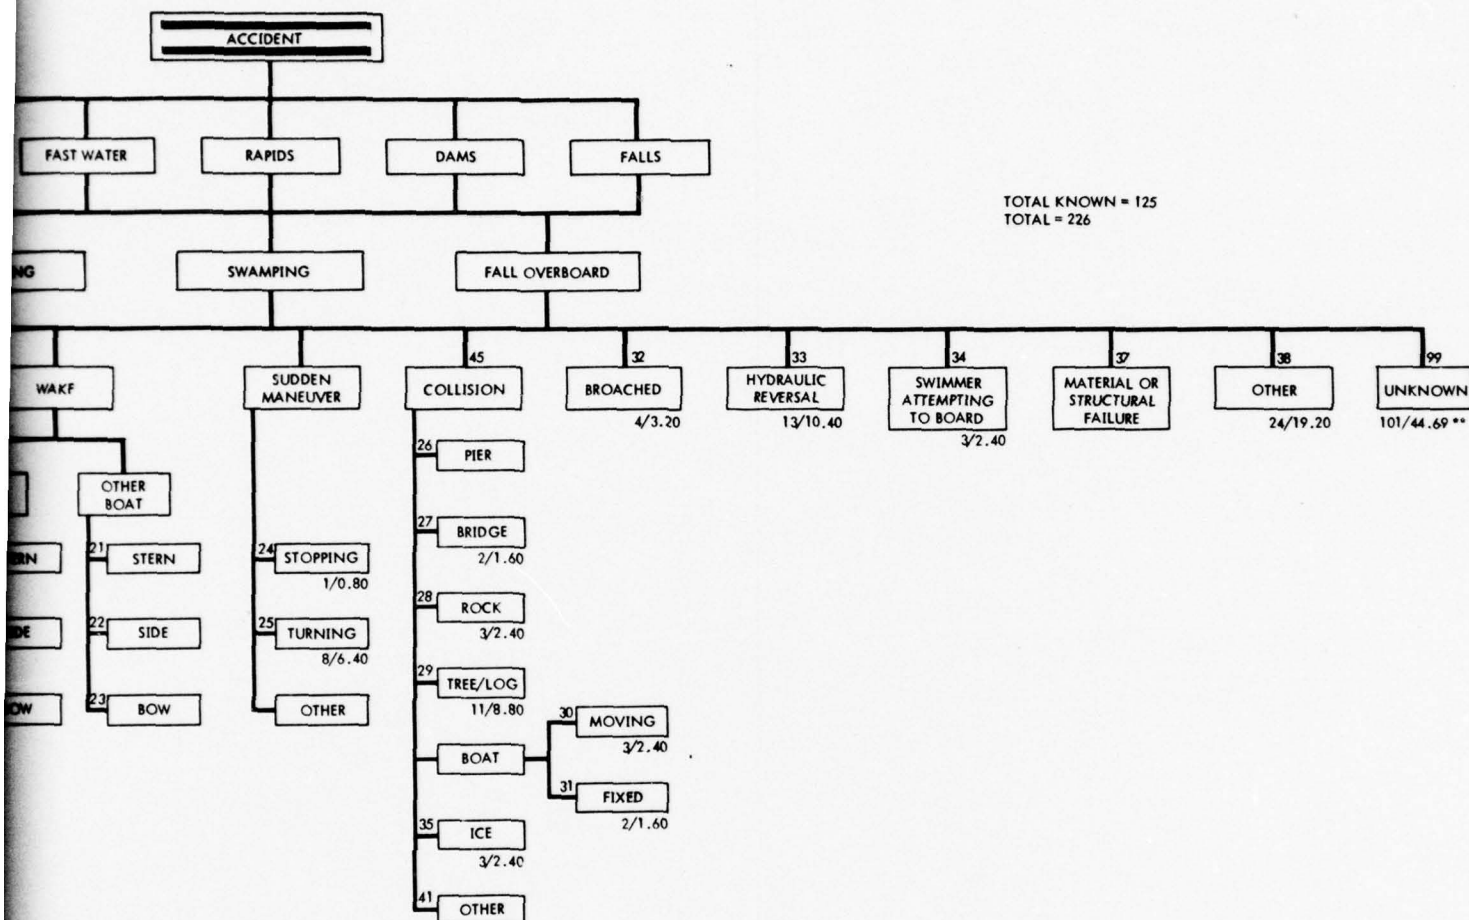 ACCIDENT
FAST WATER
RAPIDS
DAMS
FALLS
TOTAL KNOWN = 125
TOTAL = 226
NG
SWAMPING
FALL OVERBOARD
WAKE
SUDDEN
MANEUVER
45
COLLISION
32
BROACHED
4/3.20
33
HYDRAULIC
REVERSAL
13/10.40
34
SWIMMER
ATTEMPTING
TO BOARD
3/2.40
37
MATERIAL OR
STRUCTURAL
FAILURE
38
OTHER
24/19.20
99
UNKNOWN
101/44.69 **
OTHER
BOAT
ERN
21
STERN
IDE
22
SIDE
OW
23
BOW
24
STOPPING
1/0.80
25
TURNING
8/6.40
OTHER
26
PIER
27
BRIDGE
2/1.60
28
ROCK
3/2.40
29
TREE/LOG
11/8.80
BOAT
30
MOVING
3/2.40
31
FIXED
2/1.60
35
ICE
3/2.40
41
OTHER